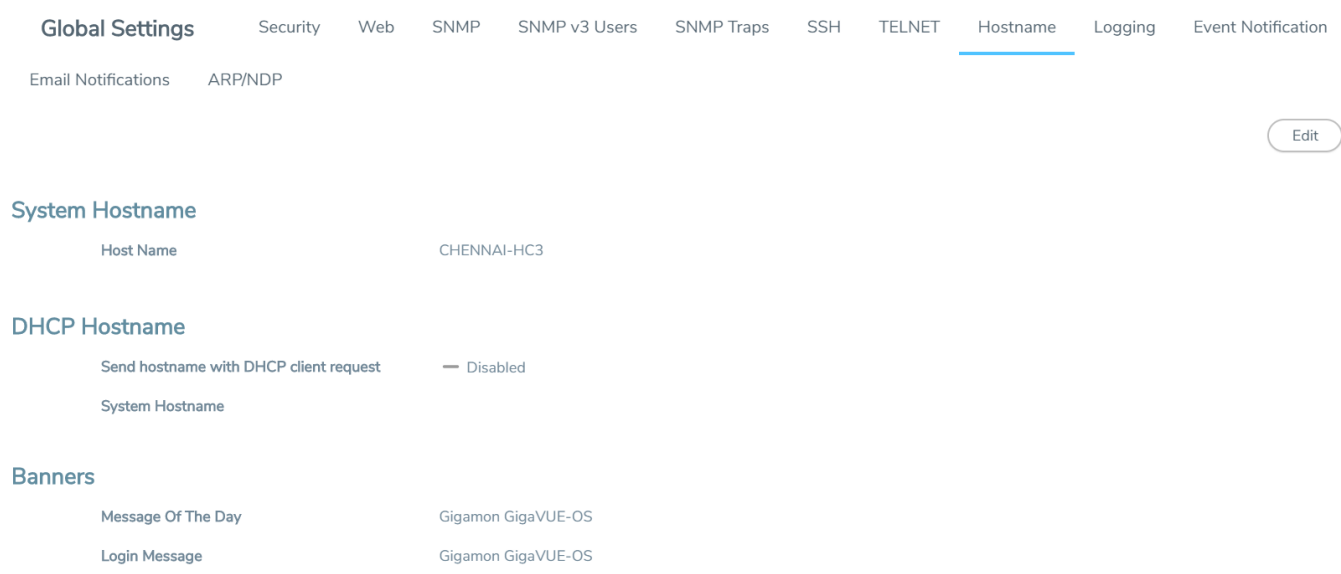 Global Settings Security Web SNMP SNMP v3 Users SNMP Traps SSH TELNET Hostname Logging Event Notification
Email Notifications ARP/NDP
Edit
System Hostname
Host Name CHENNAI-HC3
DHCP Hostname
Send hostname with DHCP client request Disabled
System Hostname
Banners
Message Of The Day Gigamon GigaVUE-OS
Login Message Gigamon GigaVUE-OS